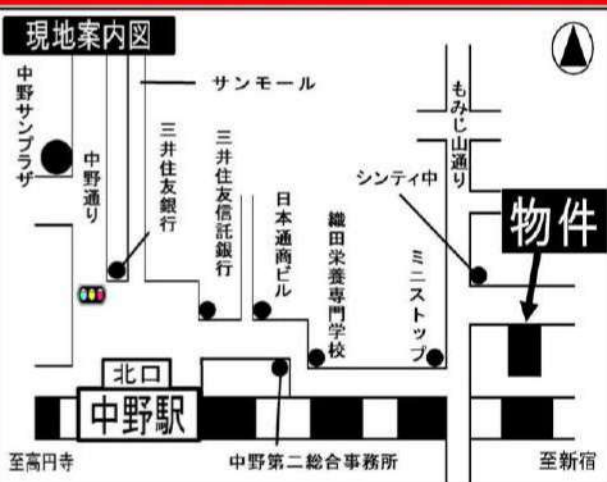 現地案内図
サンモール
中野サンプラザ
中野通り
三井住友銀行
三井住友信託銀行
日本通商ビル
織田栄養専門学校
ミニストップ
シンティ中
もみじ山通り
物件
北口
中野駅
至高円寺
中野第二総合事務所
至新宿